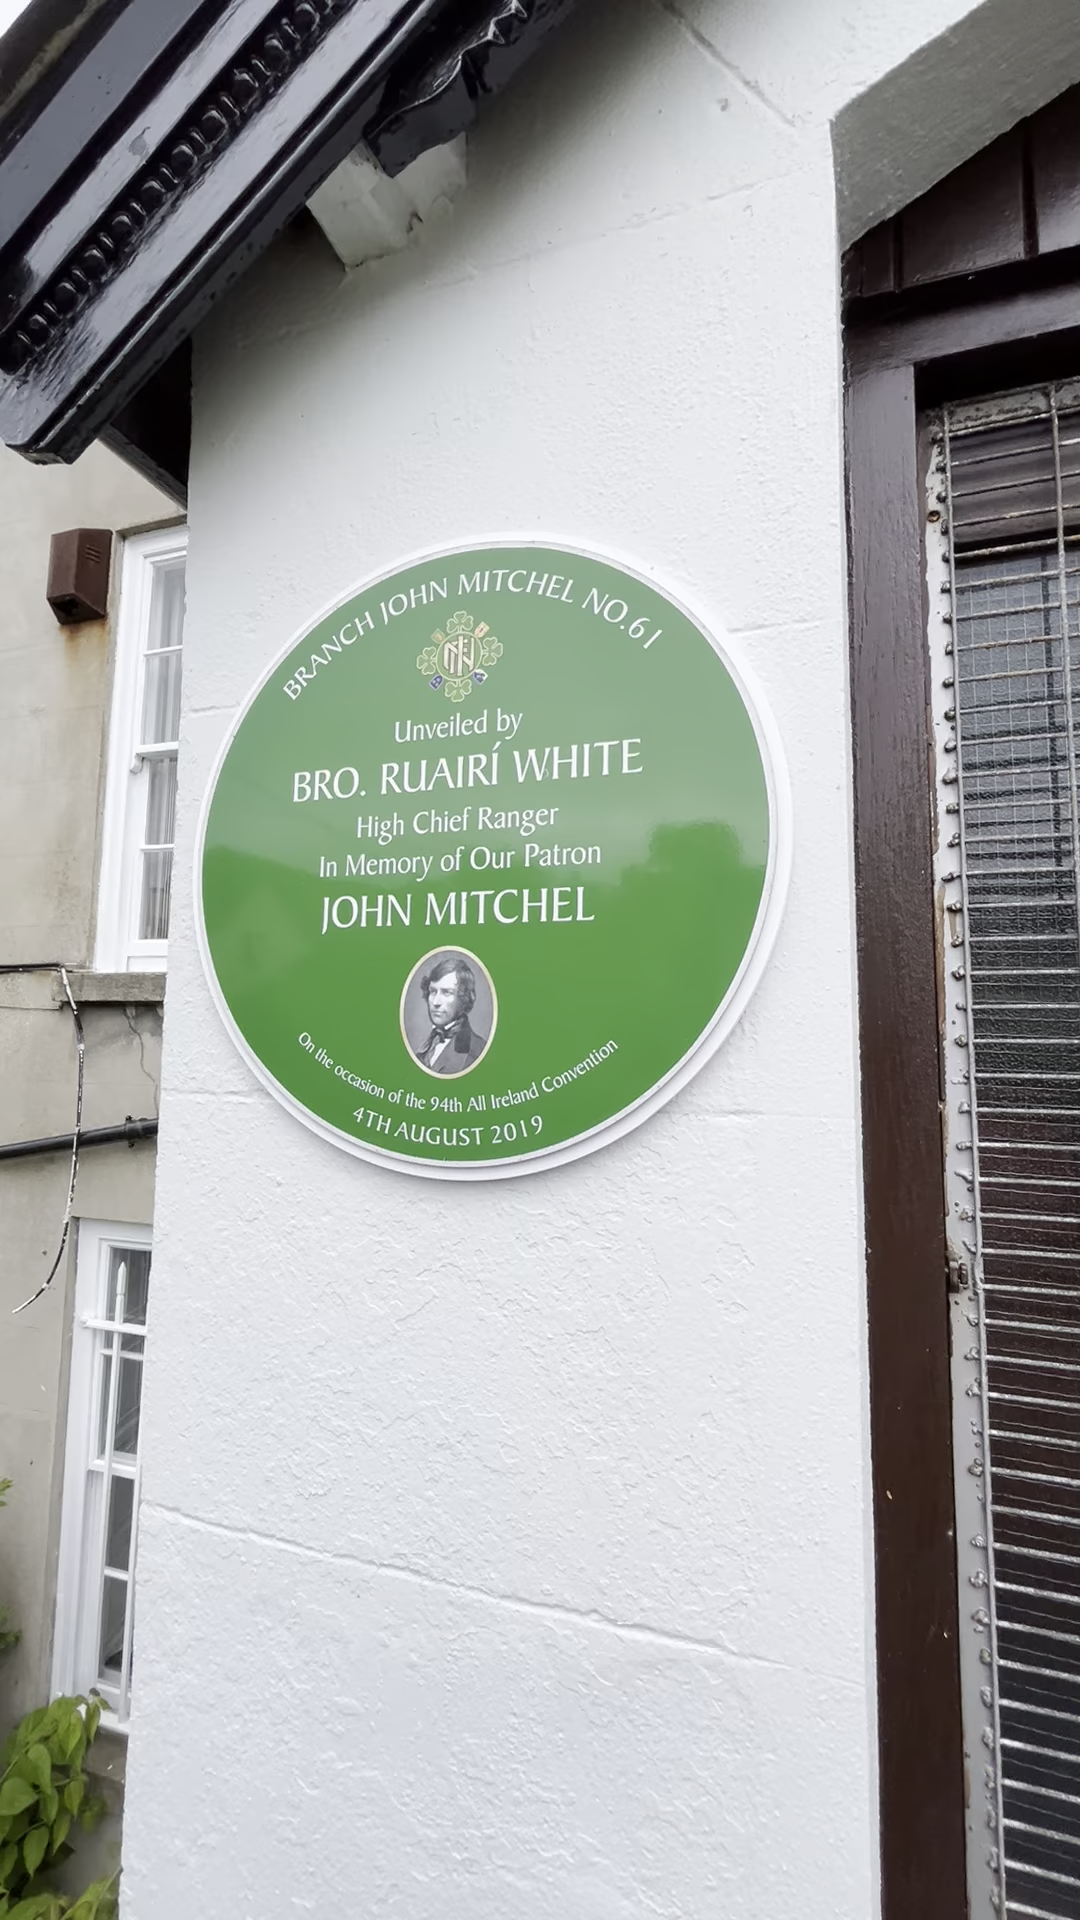 BRANCH JOHN MITCHEL NO.61
Unveiled by
BRO. RUAIRÍ WHITE
High Chief Ranger
In Memory of Our Patron
JOHN MITCHEL
On the occasion of the 94th All Ireland Convention
4TH AUGUST 2019